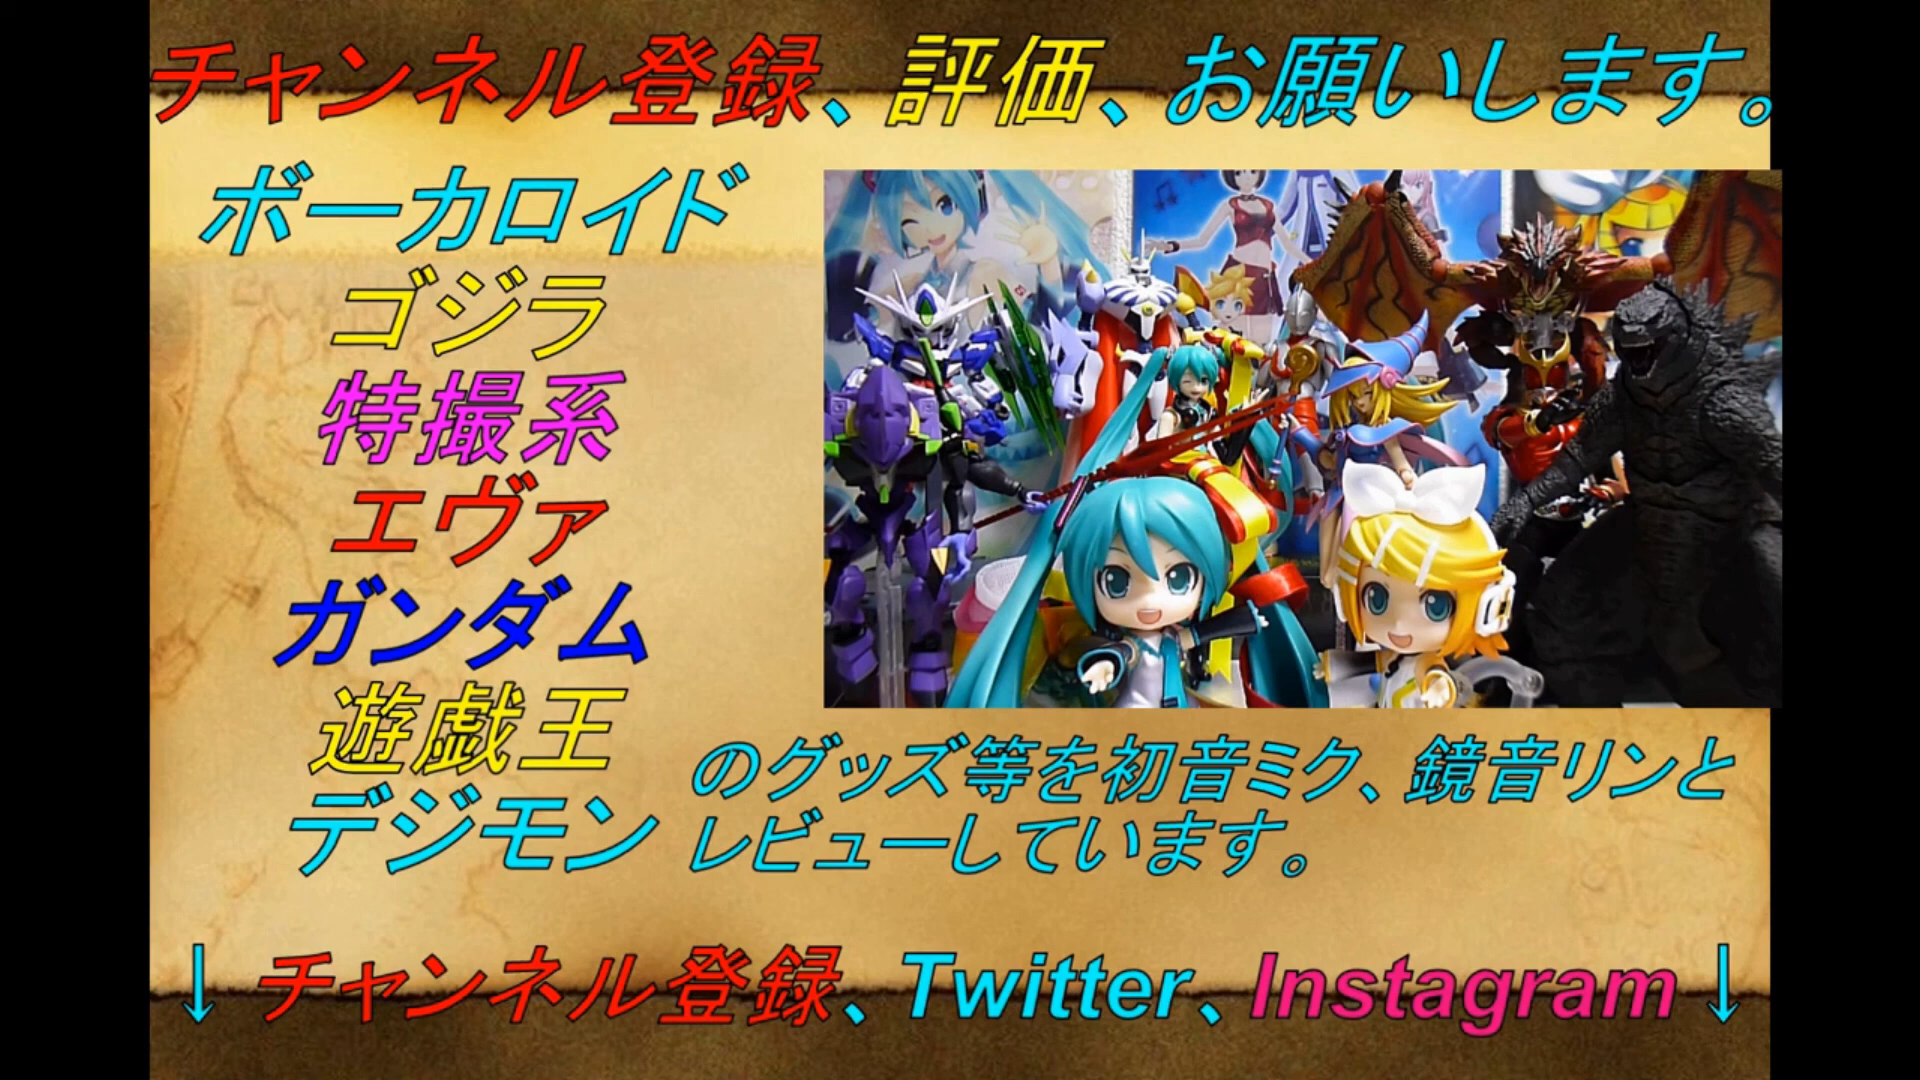 チャンネル登録、評価、お願いします。
ボーカロイド
ゴジラ
特撮系
エヴァ
ガンダム
遊戯王
デジモン
のグッズ等を初音ミク、鏡音リンと
レビューしています。
↓チャンネル登録、Twitter、Instagram↓